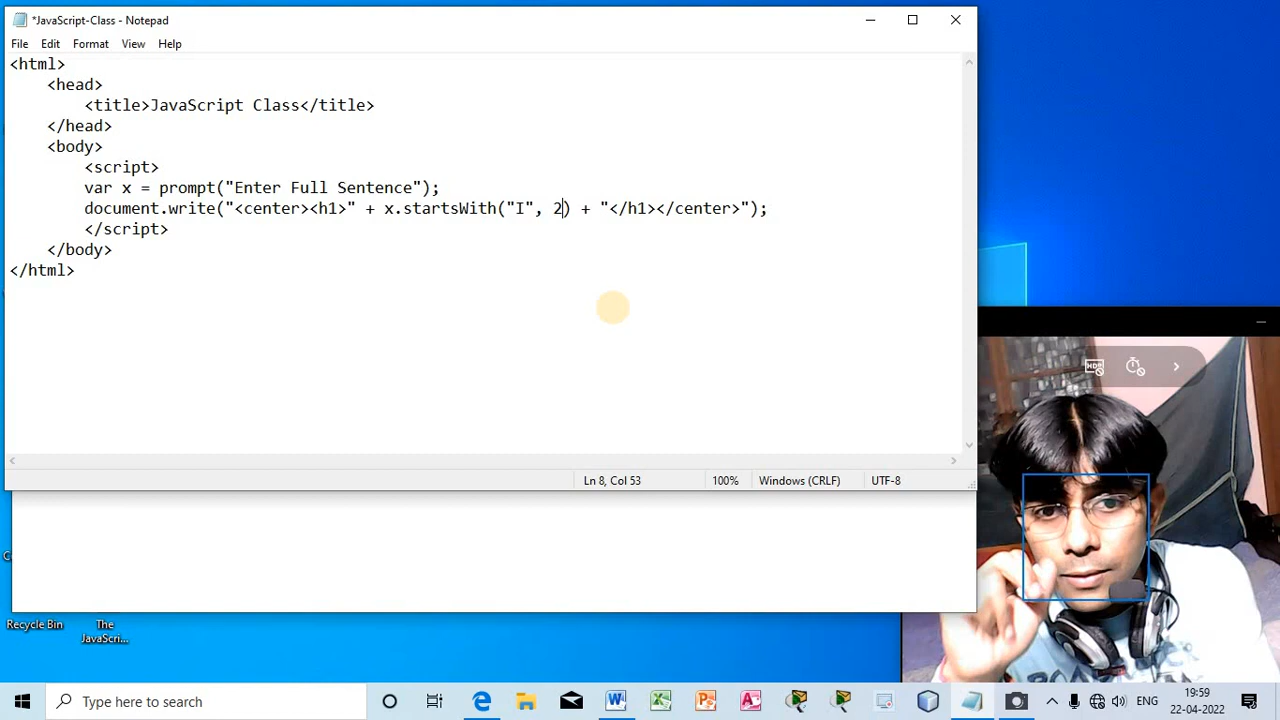 *JavaScript-Class - Notepad
File Edit Format View Help
<html>
<head>
<title>JavaScript Class</title>
</head>
<body>
<script>
var x = prompt("Enter Full Sentence");
document.write("<center><h1>" + x.startsWith("I", 2) + "</h1></center>");
</script>
</body>
</html>
Ln 8, Col 53 100% Windows (CRLF) UTF-8
HDR
Recycle Bin
The JavaScri...
Type here to search
ENG
19:59
22-04-2022